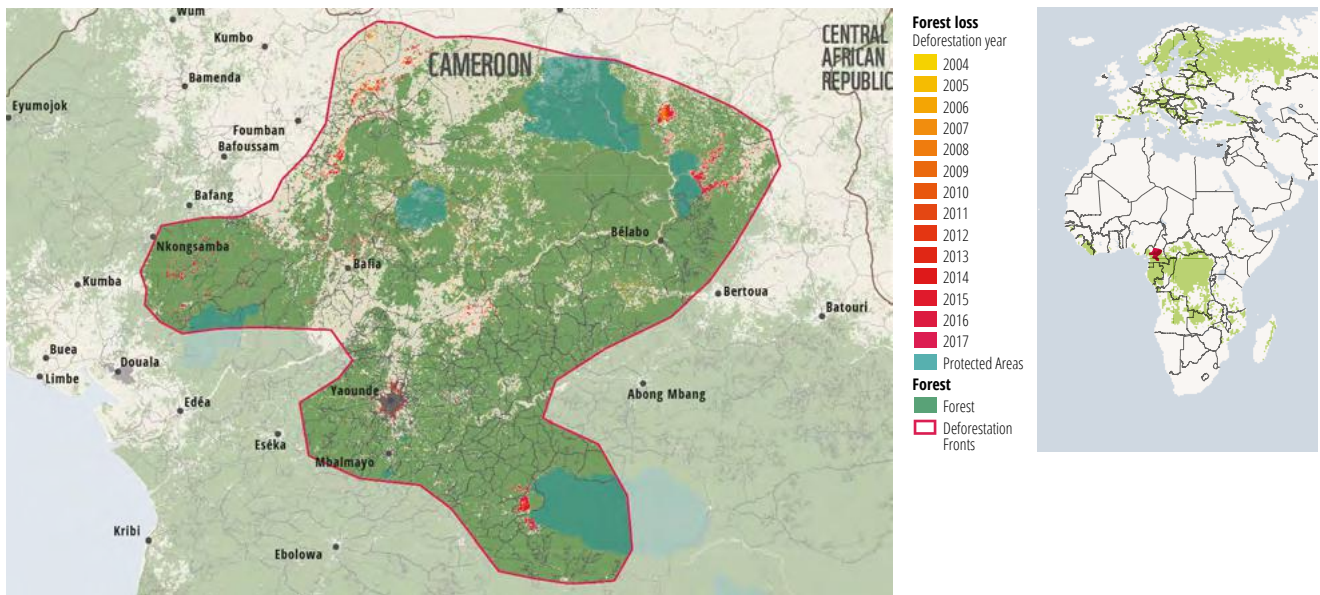 Wum
Kumbo
CAMEROON
CENTRAL
AFRICAN
REPUBLIC
Bamenda
Eyumojok
Foumban
Bafoussam
Bafang
Nkongsamba
Bélabo
Bafia
Kumba
Bertoua
Batouri
Buea
Douala
Limbe
Yaounde
Abong Mbang
Edéa
Eséka
Mbalmayo
Kribi
Ebolowa
Forest loss
Deforestation year
2004
2005
2006
2007
2008
2009
2010
2011
2012
2013
2014
2015
2016
2017
Protected Areas
Forest
Forest
Deforestation
Fronts